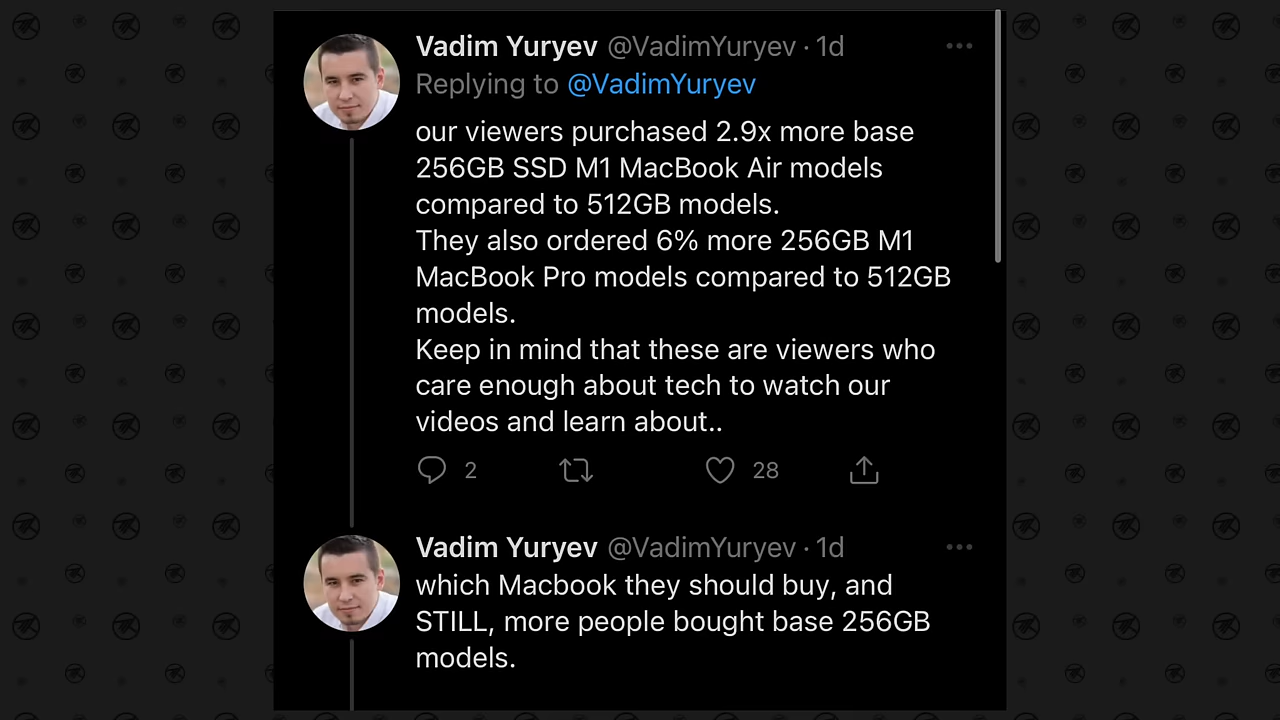 Vadim Yuryev @VadimYuryev · 1d
Replying to @VadimYuryev
our viewers purchased 2.9x more base
256GB SSD M1 MacBook Air models
compared to 512GB models.
They also ordered 6% more 256GB M1
MacBook Pro models compared to 512GB
models.
Keep in mind that these are viewers who
care enough about tech to watch our
videos and learn about..
2 28
Vadim Yuryev @VadimYuryev · 1d
which Macbook they should buy, and
STILL, more people bought base 256GB
models.